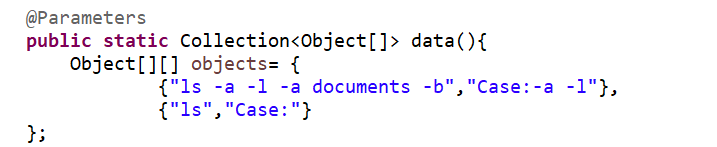 @Parameters
public static Collection<Object[]> data(){
Object[][] objects= {
{"ls -a -l -a documents -b","Case:-a -l"},
{"ls","Case:"}
};